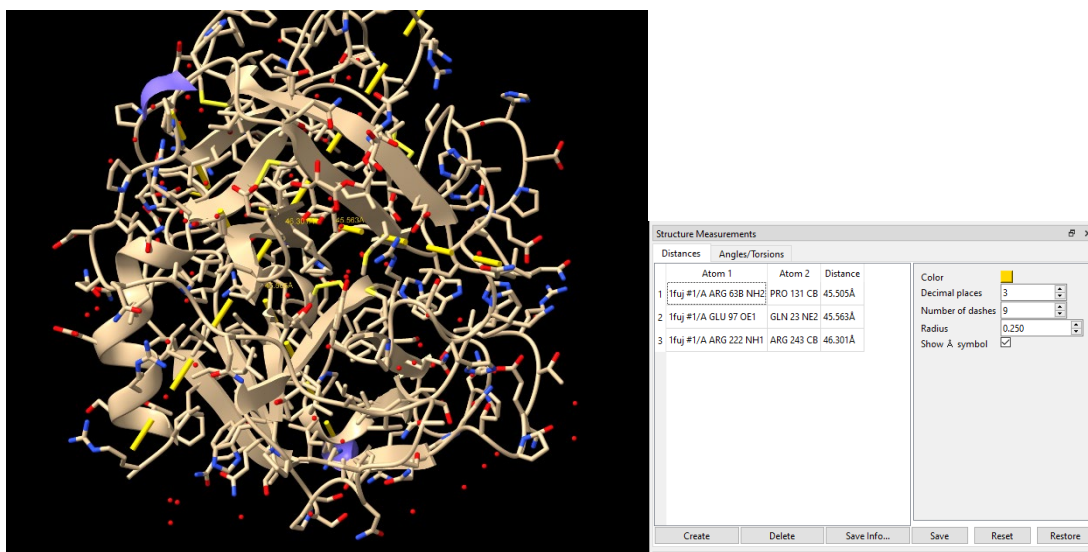 45.563Å
Structure Measurements
Distances Angles/Torsions
Atom 1 Atom 2 Distance
1 1fuj #1/A ARG 63B NH2 PRO 131 CB 45.505Å
2 1fuj #1/A GLU 97 OE1 GLN 23 NE2 45.563Å
3 1fuj #1/A ARG 222 NH1 ARG 243 CB 46.301Å
Color
Decimal places 3
Number of dashes 9
Radius 0.250
Show Å symbol
Create Delete Save Info... Save Reset Restore